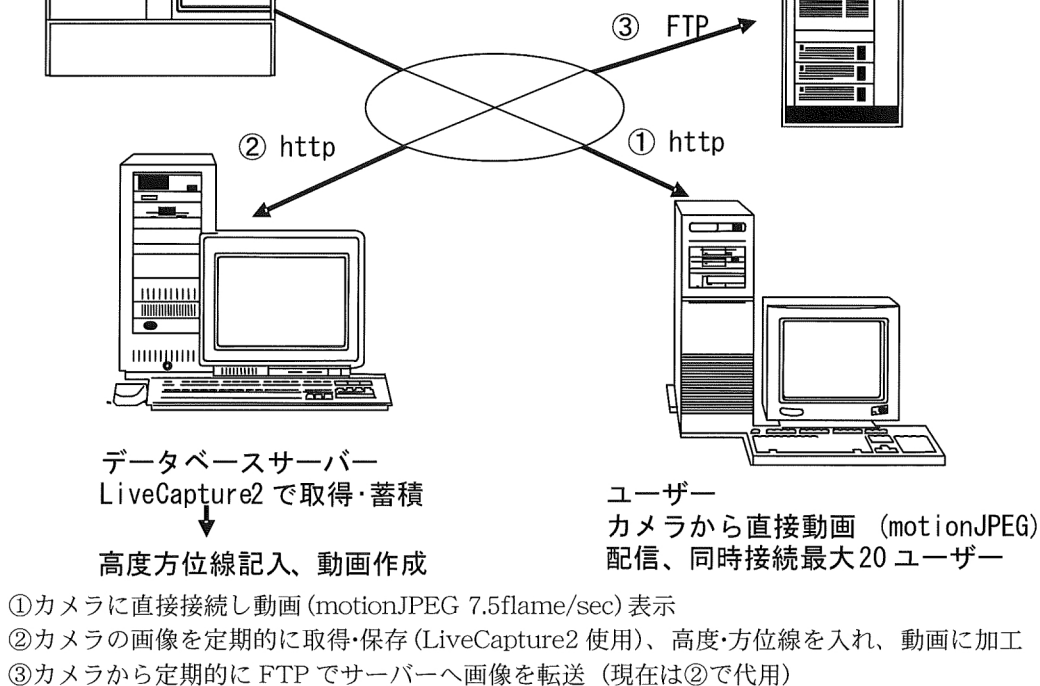 ③ FTP
② http
① http
データベースサーバー
LiveCapture2 で取得・蓄積
高度方位線記入、動画作成
ユーザー
カメラから直接動画 (motionJPEG)
配信、同時接続最大20 ユーザー
①カメラに直接接続し動画 (motionJPEG 7.5flame/sec) 表示
②カメラの画像を定期的に取得・保存 (LiveCapture2 使用)、高度・方位線を入れ、動画に加工
③カメラから定期的に FTP でサーバーへ画像を転送（現在は②で代用）